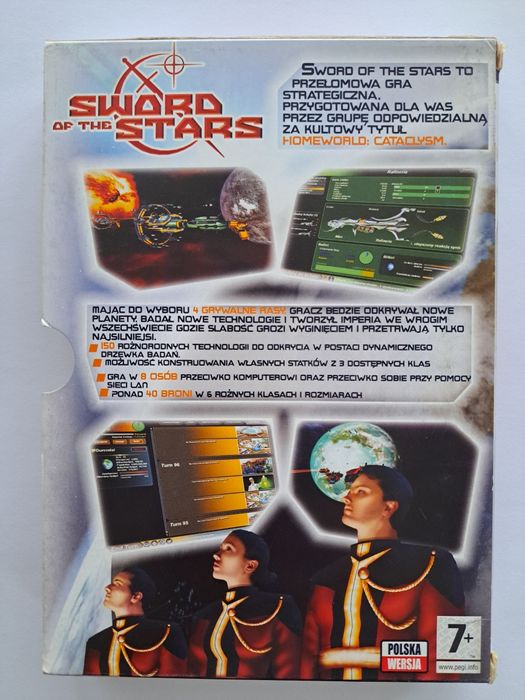 SWORD
OF THE STARS
SWORD OF THE STARS TO
PRZEŁOMOWA GRA
STRATEGICZNA,
PRZYGOTOWANA DLA WAS
PRZEZ GRUPĘ ODPOWIEDZIALNĄ
ZA KULTOWY TYTUŁ
HOMEWORLD: CATACLYSM.
MAJĄC DO WYBORU 4 GRYWALNE RASY, GRACZ BEDZIE ODKRYWAŁ NOWE
PLANETY, BADAŁ NOWE TECHNOLOGIE I TWORZYŁ IMPERIA WE WROGIM
WSZECHŚWIECIE GDZIE SŁABOŚĆ GROZI WYGINIĘCIEM I PRZETRWAJĄ TYLKO
NAJSILNIEJSI.
150 RÓŻNORODNYCH TECHNOLOGII DO ODKRYCIA W POSTACI DYNAMICZNEGO
DRZEWKA BADAŃ.
MOŻLIWOŚĆ KONSTRUOWANIA WŁASNYCH STATKÓW Z 3 DOSTĘPNYCH KLAS
GRA W 8 OSÓB PRZECIWKO KOMPUTEROWI ORAZ PRZECIWKO SOBIE PRZY POMOCY
SIECI LAN
PONAD 40 BRONI W 6 RÓŻNYCH KLASACH I ROZMIARACH
Turn 96
Turn 95
POLSKA
WERSJA
7+
www.pegi.info